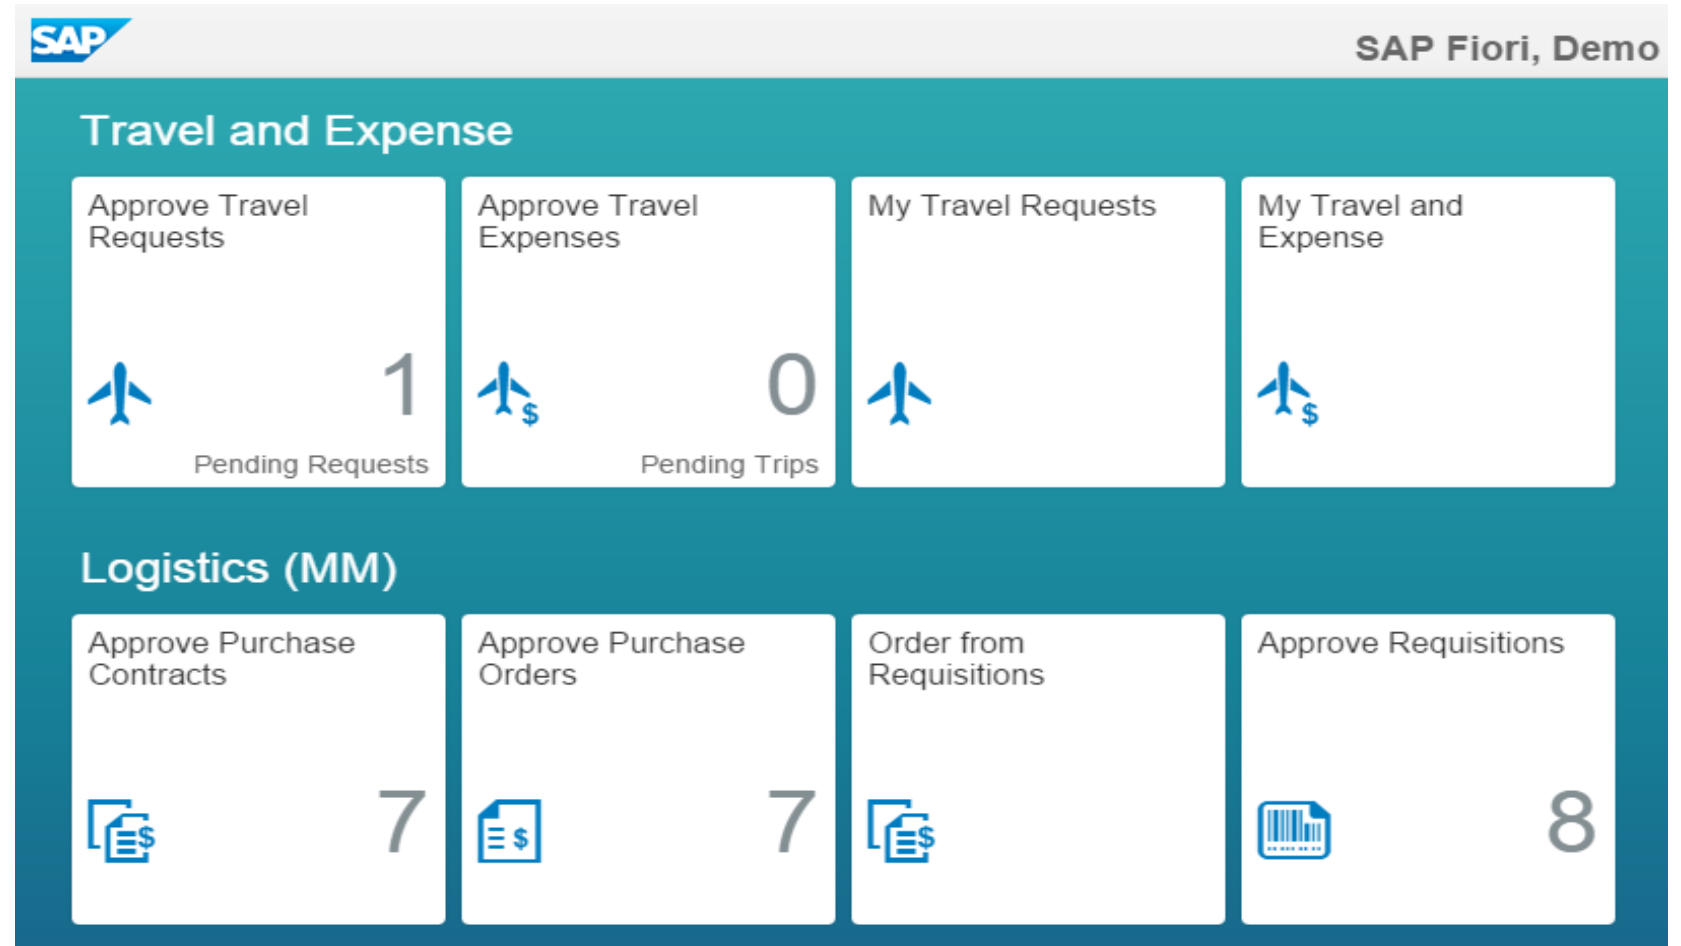 SAP
SAP Fiori, Demo
Travel and Expense
Approve Travel
Requests
1
Pending Requests
Approve Travel
Expenses
$
0
Pending Trips
My Travel Requests
My Travel and
Expense
$
Logistics (MM)
Approve Purchase
Contracts
$
7
Approve Purchase
Orders
$
7
Order from
Requisitions
$
Approve Requisitions
8